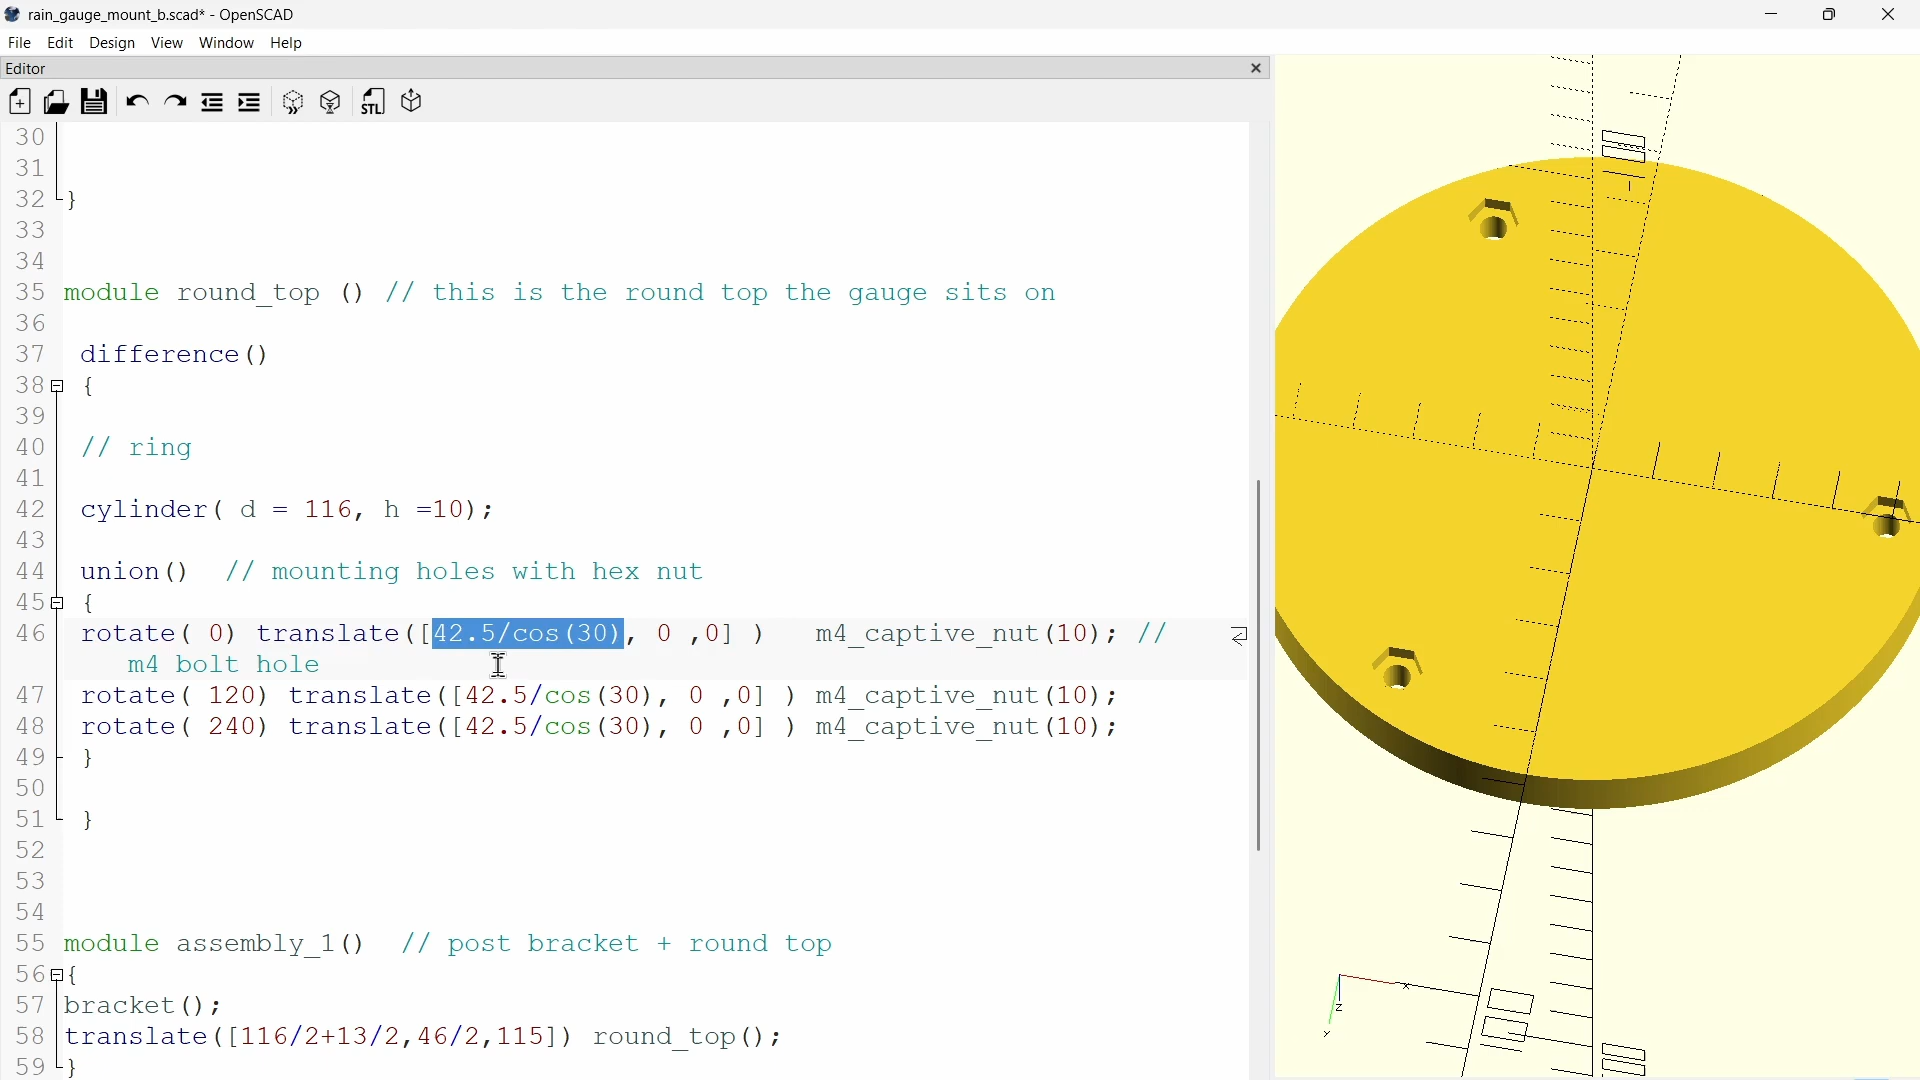 rain_gauge_mount_b.scad* - OpenSCAD
File Edit Design View Window Help
Editor
STL
30
31
32 }
33
34
35 module round_top () // this is the round top the gauge sits on
36
37 difference()
38 {
39
40 // ring
41
42 cylinder( d = 116, h =10);
43
44 union() // mounting holes with hex nut
45 {
46 rotate( 0) translate([42.5/cos(30), 0 ,0] ) m4_captive_nut(10); //
m4 bolt hole
47 rotate( 120) translate([42.5/cos(30), 0 ,0] ) m4_captive_nut(10);
48 rotate( 240) translate([42.5/cos(30), 0 ,0] ) m4_captive_nut(10);
49 }
50
51 }
52
53
54
55 module assembly_1() // post bracket + round top
56 {
57 bracket();
58 translate([116/2+13/2,46/2,115]) round_top();
59 }
x
z
y